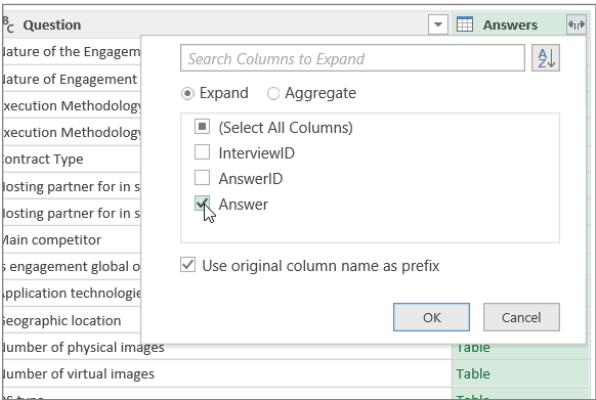 B
C Question Answers
Nature of the Engagem
Nature of Engagement
Execution Methodology
Execution Methodology
Contract Type
Hosting partner for in s
Hosting partner for in s
Main competitor
s engagement global o
Application technologie
Geographic location
Number of physical images Table
Number of virtual images Table
Search Columns to Expand
A
Z
Expand Aggregate
(Select All Columns)
InterviewID
AnswerID
Answer
Use original column name as prefix
OK Cancel